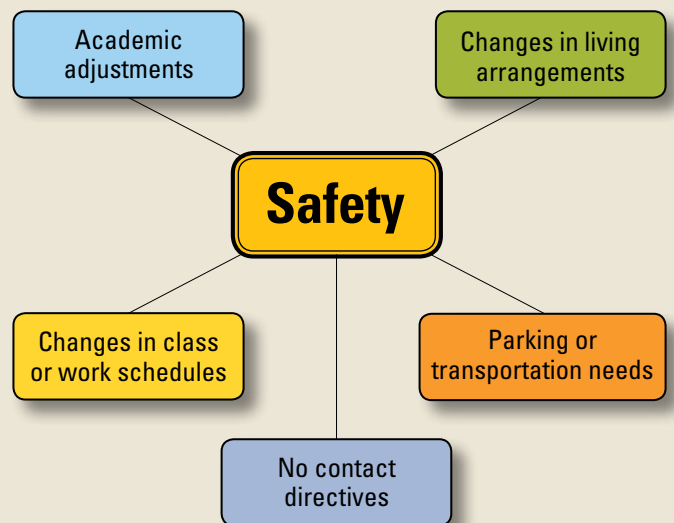 Academic
adjustments
Changes in living
arrangements
Safety
Changes in class
or work schedules
Parking or
transportation needs
No contact
directives